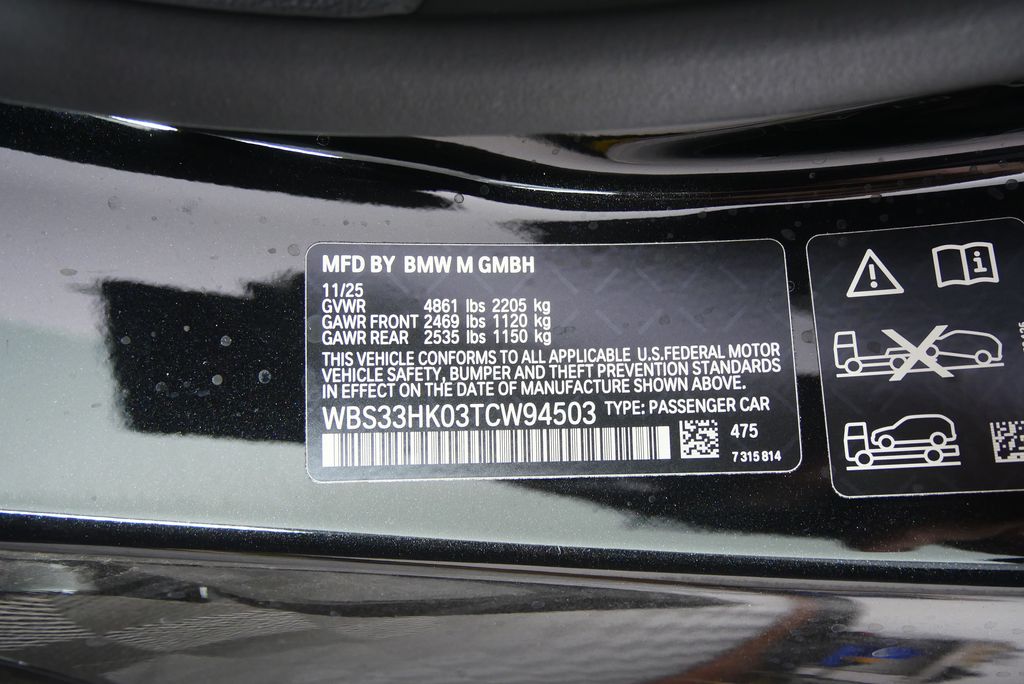 MFD BY BMW M GMBH
11/25
GVWR 4861 lbs 2205 kg
GAWR FRONT 2469 lbs 1120 kg
GAWR REAR 2535 lbs 1150 kg
THIS VEHICLE CONFORMS TO ALL APPLICABLE U.S.FEDERAL MOTOR
VEHICLE SAFETY, BUMPER AND THEFT PREVENTION STANDARDS
IN EFFECT ON THE DATE OF MANUFACTURE SHOWN ABOVE.
WBS33HK03TCW94503 TYPE: PASSENGER CAR
475
7 315 814